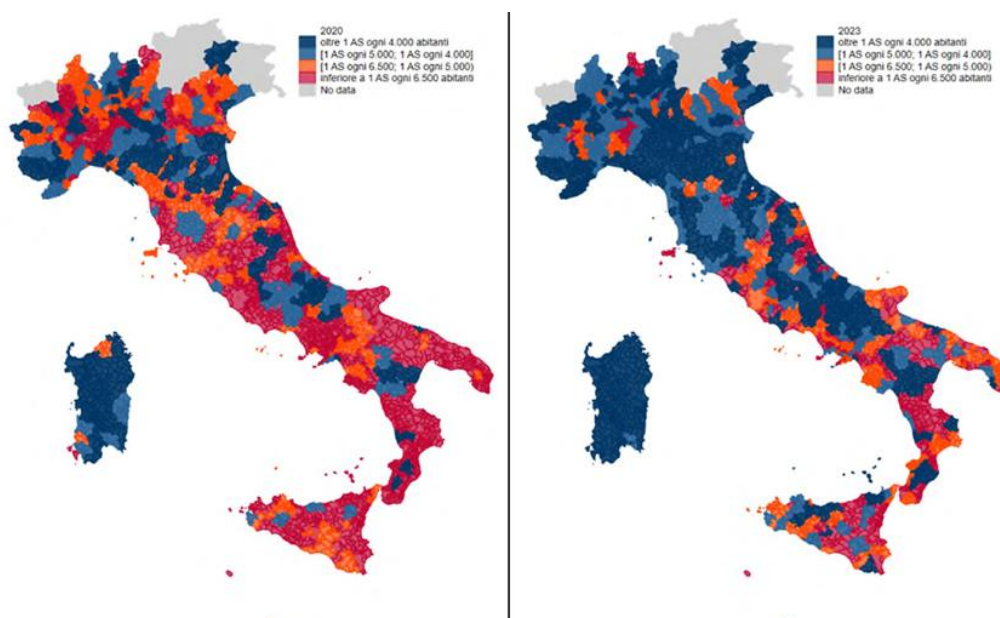 2020
oltre 1 AS ogni 4.000 abitanti
[1 AS ogni 5.000; 1 AS ogni 4.000]
[1 AS ogni 6.500; 1 AS ogni 5.000)
inferiore a 1 AS ogni 6.500 abitanti
No data
2023
oltre 1 AS ogni 4.000 abitanti
[1 AS ogni 5.000; 1 AS ogni 4.000]
[1 AS ogni 6.500; 1 AS ogni 5.000)
inferiore a 1 AS ogni 6.500 abitanti
No data